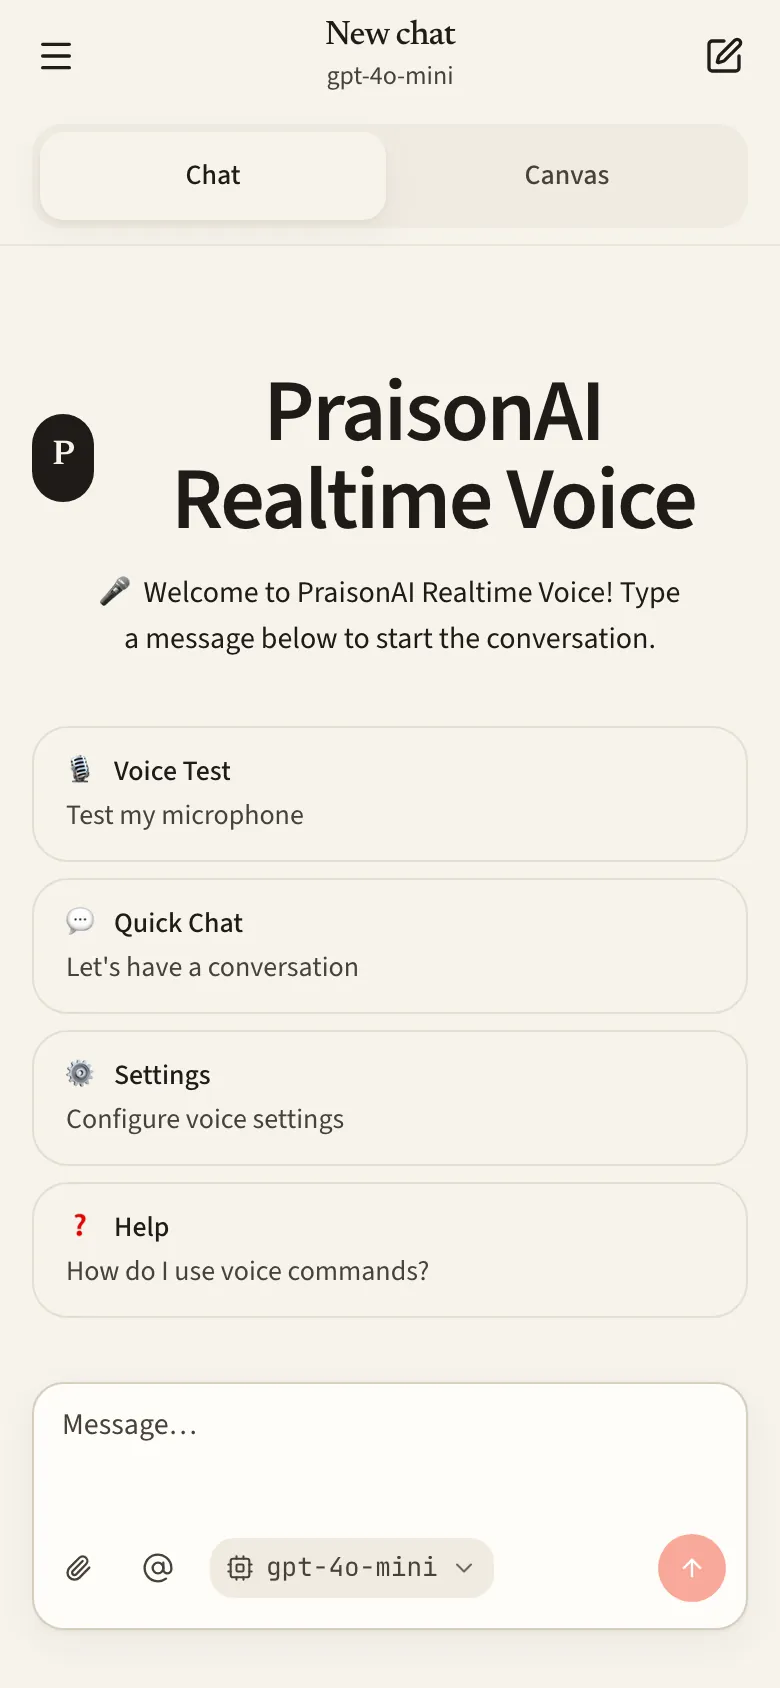 New chat
gpt-4o-mini
Chat
Canvas
P
PraisonAI
Realtime Voice
🎤 Welcome to PraisonAI Realtime Voice! Type
a message below to start the conversation.
🎙️ Voice Test
Test my microphone
💬 Quick Chat
Let's have a conversation
⚙️ Settings
Configure voice settings
❓ Help
How do I use voice commands?
Message…
gpt-4o-mini